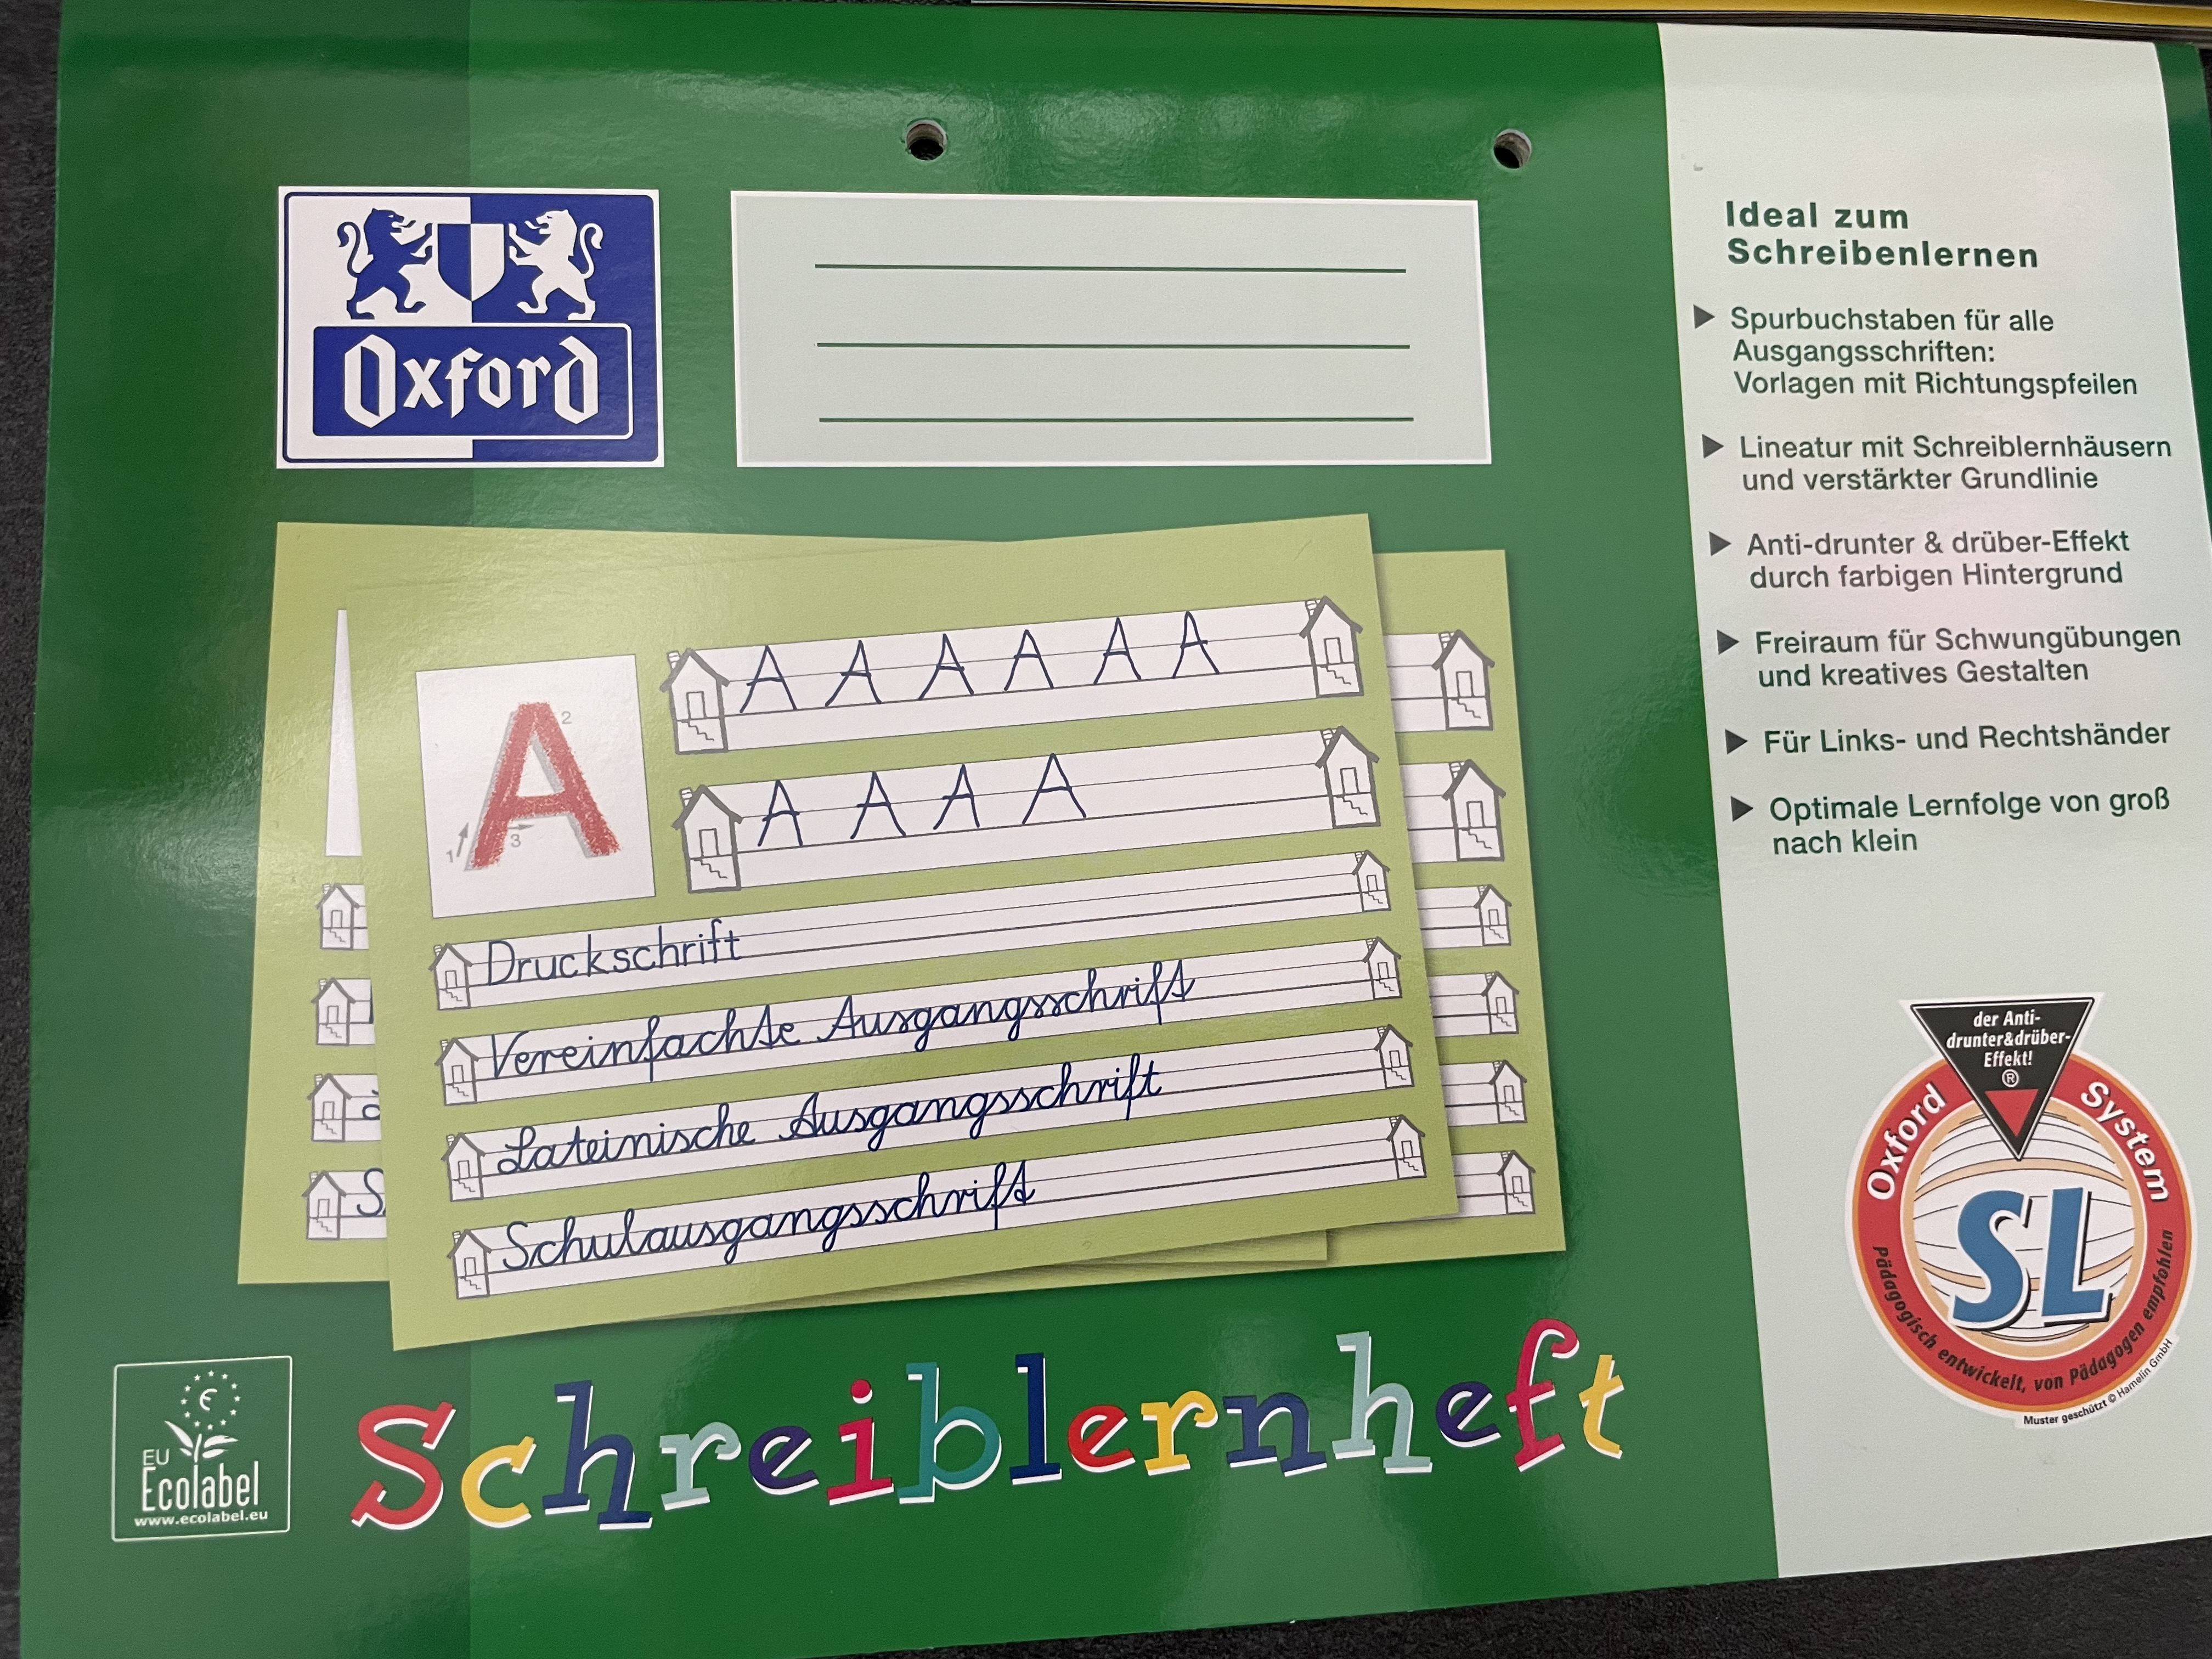 Oxford
Ideal zum
Schreibenlernen
Spurbuchstaben für alle
Ausgangsschriften:
Vorlagen mit Richtungspfeilen
Lineatur mit Schreiblernhäusern
und verstärkter Grundlinie
Anti-drunter & drüber-Effekt
durch farbigen Hintergrund
Freiraum für Schwungübungen
und kreatives Gestalten
Für Links- und Rechtshänder
Optimale Lernfolge von groß
nach klein
A
1 2 3
A A A A A A
A A A A
Druckschrift
Vereinfachte Ausgangsschrift
Lateinische Ausgangsschrift
Schulausgangsschrift
S
der Anti-
drunter&drüber-
Effekt!
®
Oxford System
SL
Pädagogisch entwickelt, von Pädagogen empfohlen
Muster geschützt © Hamelin GmbH
EU
Ecolabel
www.ecolabel.eu
Schreiblernheft